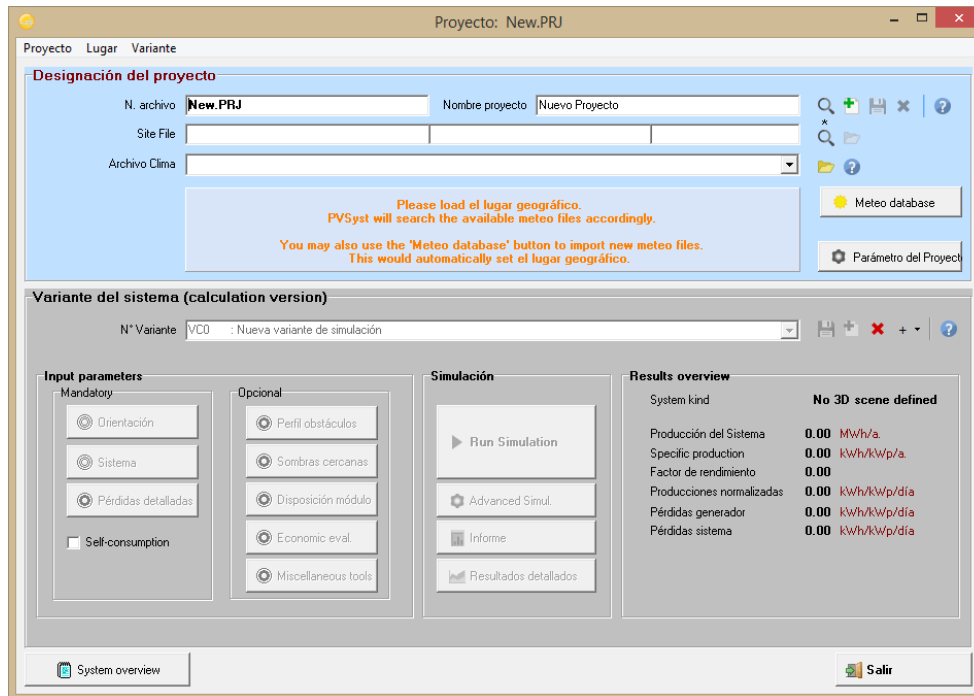 Proyecto: New.PRJ
Proyecto Lugar Variante
Designación del proyecto
N. archivo New.PRJ Nombre proyecto Nuevo Proyecto
Site File
Archivo Clima
Please load el lugar geográfico.
PVSyst will search the available meteo files accordingly.
You may also use the 'Meteo database' button to import new meteo files.
This would automatically set el lugar geográfico.
Meteo database
Parámetro del Proyect
Variante del sistema (calculation version)
N° Variante VC0 : Nueva variante de simulación
Input parameters
Mandatory
Orientación
Sistema
Pérdidas detalladas
Self-consumption
Opcional
Perfil obstáculos
Sombras cercanas
Disposición módulo
Economic eval.
Miscellaneous tools
Simulación
Run Simulation
Advanced Simul.
Informe
Resultados detallados
Results overview
System kind No 3D scene defined
Producción del Sistema 0.00 MWh/a.
Specific production 0.00 kWh/kWp/a.
Factor de rendimiento 0.00
Producciones normalizadas 0.00 kWh/kWp/día
Pérdidas generador 0.00 kWh/kWp/día
Pérdidas sistema 0.00 kWh/kWp/día
System overview
Salir